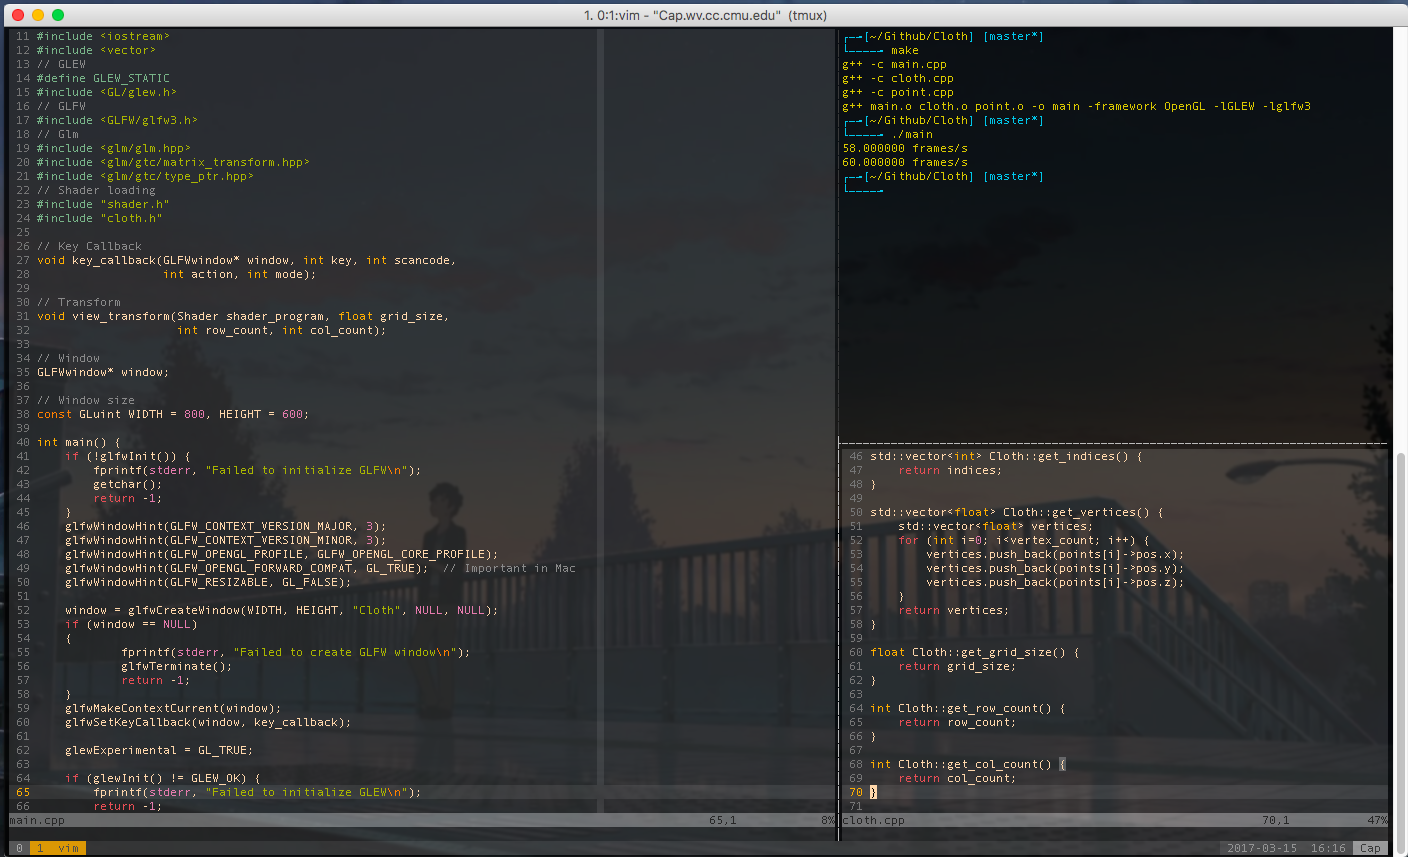 1. 0:1:vim - "Cap.wv.cc.cmu.edu" (tmux)
11 #include <iostream>
12 #include <vector>
13 // GLEW
14 #define GLEW_STATIC
15 #include <GL/glew.h>
16 // GLFW
17 #include <GLFW/glfw3.h>
18 // Glm
19 #include <glm/glm.hpp>
20 #include <glm/gtc/matrix_transform.hpp>
21 #include <glm/gtc/type_ptr.hpp>
22 // Shader loading
23 #include "shader.h"
24 #include "cloth.h"
25
26 // Key Callback
27 void key_callback(GLFWwindow* window, int key, int scancode,
28                   int action, int mode);
29
30 // Transform
31 void view_transform(Shader shader_program, float grid_size,
32                     int row_count, int col_count);
33
34 // Window
35 GLFWwindow* window;
36
37 // Window size
38 const GLuint WIDTH = 800, HEIGHT = 600;
39
40 int main() {
41     if (!glfwInit()) {
42         fprintf(stderr, "Failed to initialize GLFW\n");
43         getchar();
44         return -1;
45     }
46     glfwWindowHint(GLFW_CONTEXT_VERSION_MAJOR, 3);
47     glfwWindowHint(GLFW_CONTEXT_VERSION_MINOR, 3);
48     glfwWindowHint(GLFW_OPENGL_PROFILE, GLFW_OPENGL_CORE_PROFILE);
49     glfwWindowHint(GLFW_OPENGL_FORWARD_COMPAT, GL_TRUE);  // Important in Mac
50     glfwWindowHint(GLFW_RESIZABLE, GL_FALSE);
51
52     window = glfwCreateWindow(WIDTH, HEIGHT, "Cloth", NULL, NULL);
53     if (window == NULL)
54     {
55             fprintf(stderr, "Failed to create GLFW window\n");
56             glfwTerminate();
57             return -1;
58     }
59     glfwMakeContextCurrent(window);
60     glfwSetKeyCallback(window, key_callback);
61
62     glewExperimental = GL_TRUE;
63
64     if (glewInit() != GLEW_OK) {
65         fprintf(stderr, "Failed to initialize GLEW\n");
66         return -1;
main.cpp 65,1 8%
┌──[~/Github/Cloth] [master*]
└────╼ make
g++ -c main.cpp
g++ -c cloth.cpp
g++ -c point.cpp
g++ main.o cloth.o point.o -o main -framework OpenGL -lGLEW -lglfw3
┌──[~/Github/Cloth] [master*]
└────╼ ./main
58.000000 frames/s
60.000000 frames/s
┌──[~/Github/Cloth] [master*]
└────╼
46 std::vector<int> Cloth::get_indices() {
47     return indices;
48 }
49
50 std::vector<float> Cloth::get_vertices() {
51     std::vector<float> vertices;
52     for (int i=0; i<vertex_count; i++) {
53         vertices.push_back(points[i]->pos.x);
54         vertices.push_back(points[i]->pos.y);
55         vertices.push_back(points[i]->pos.z);
56     }
57     return vertices;
58 }
59
60 float Cloth::get_grid_size() {
61     return grid_size;
62 }
63
64 int Cloth::get_row_count() {
65     return row_count;
66 }
67
68 int Cloth::get_col_count() {
69     return col_count;
70 }
71
cloth.cpp 70,1 47%
0 1 vim 2017-03-15 16:16 Cap